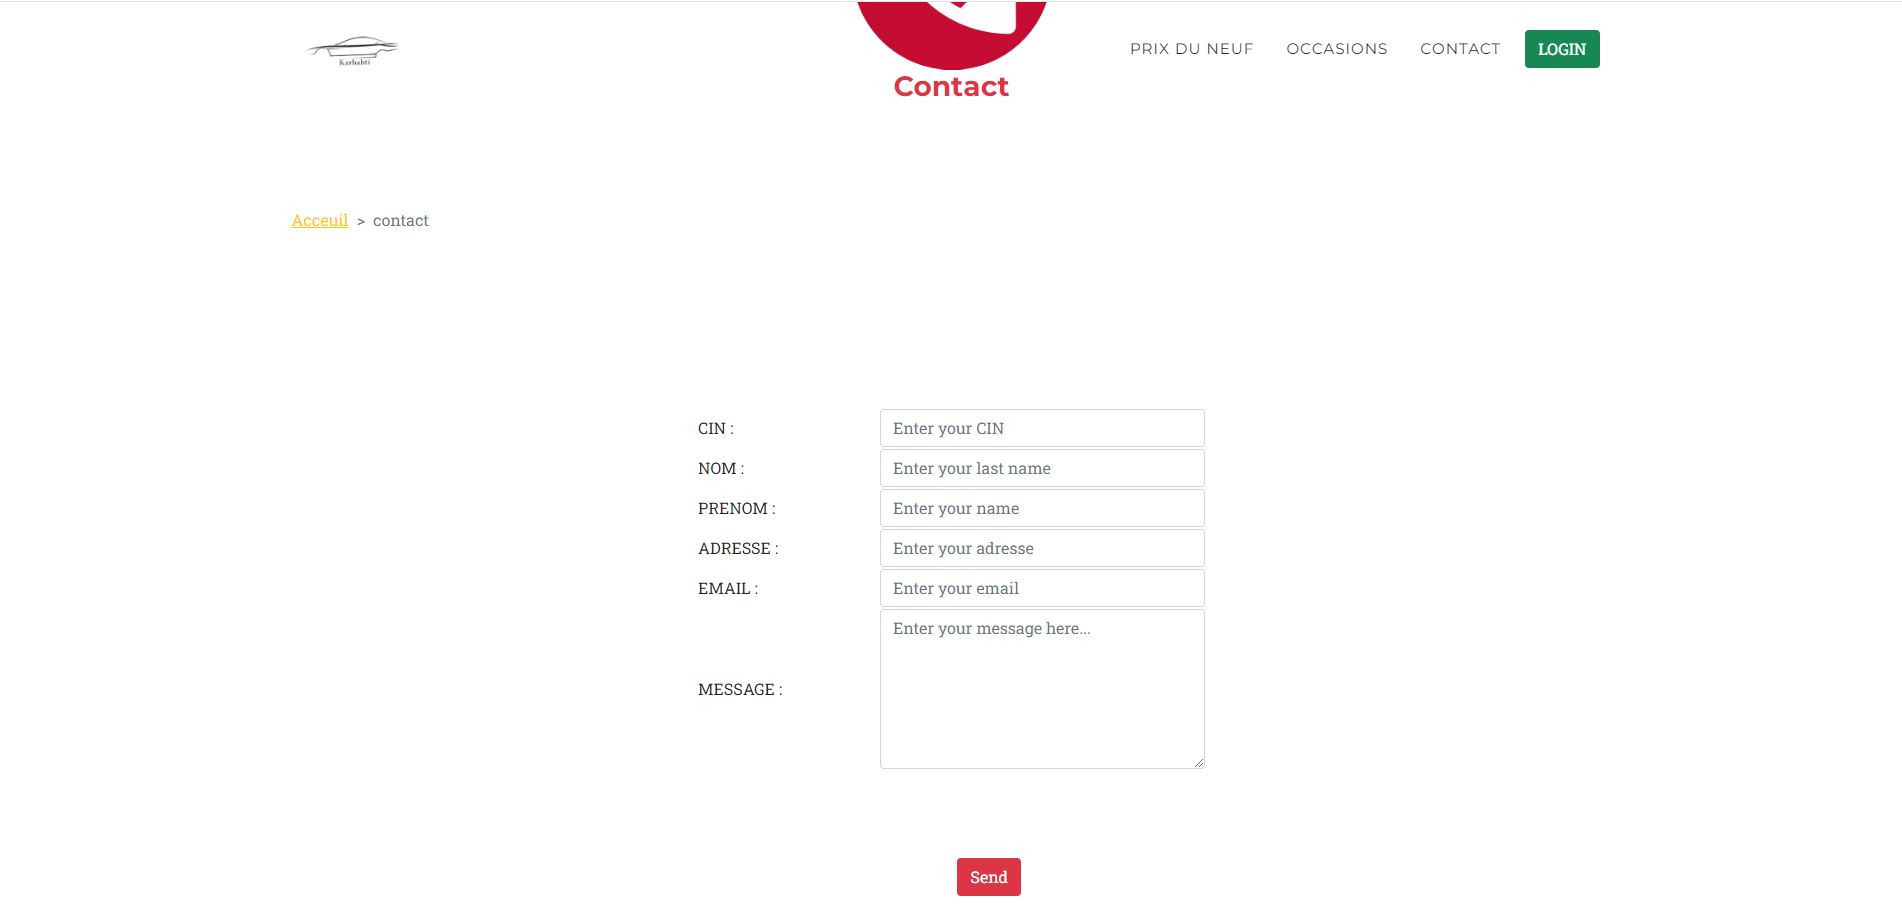 Karhabti
PRIX DU NEUF OCCASIONS CONTACT LOGIN
Contact
Acceuil > contact
CIN : Enter your CIN
NOM : Enter your last name
PRENOM : Enter your name
ADRESSE : Enter your adresse
EMAIL : Enter your email
Enter your message here...
MESSAGE :
Send